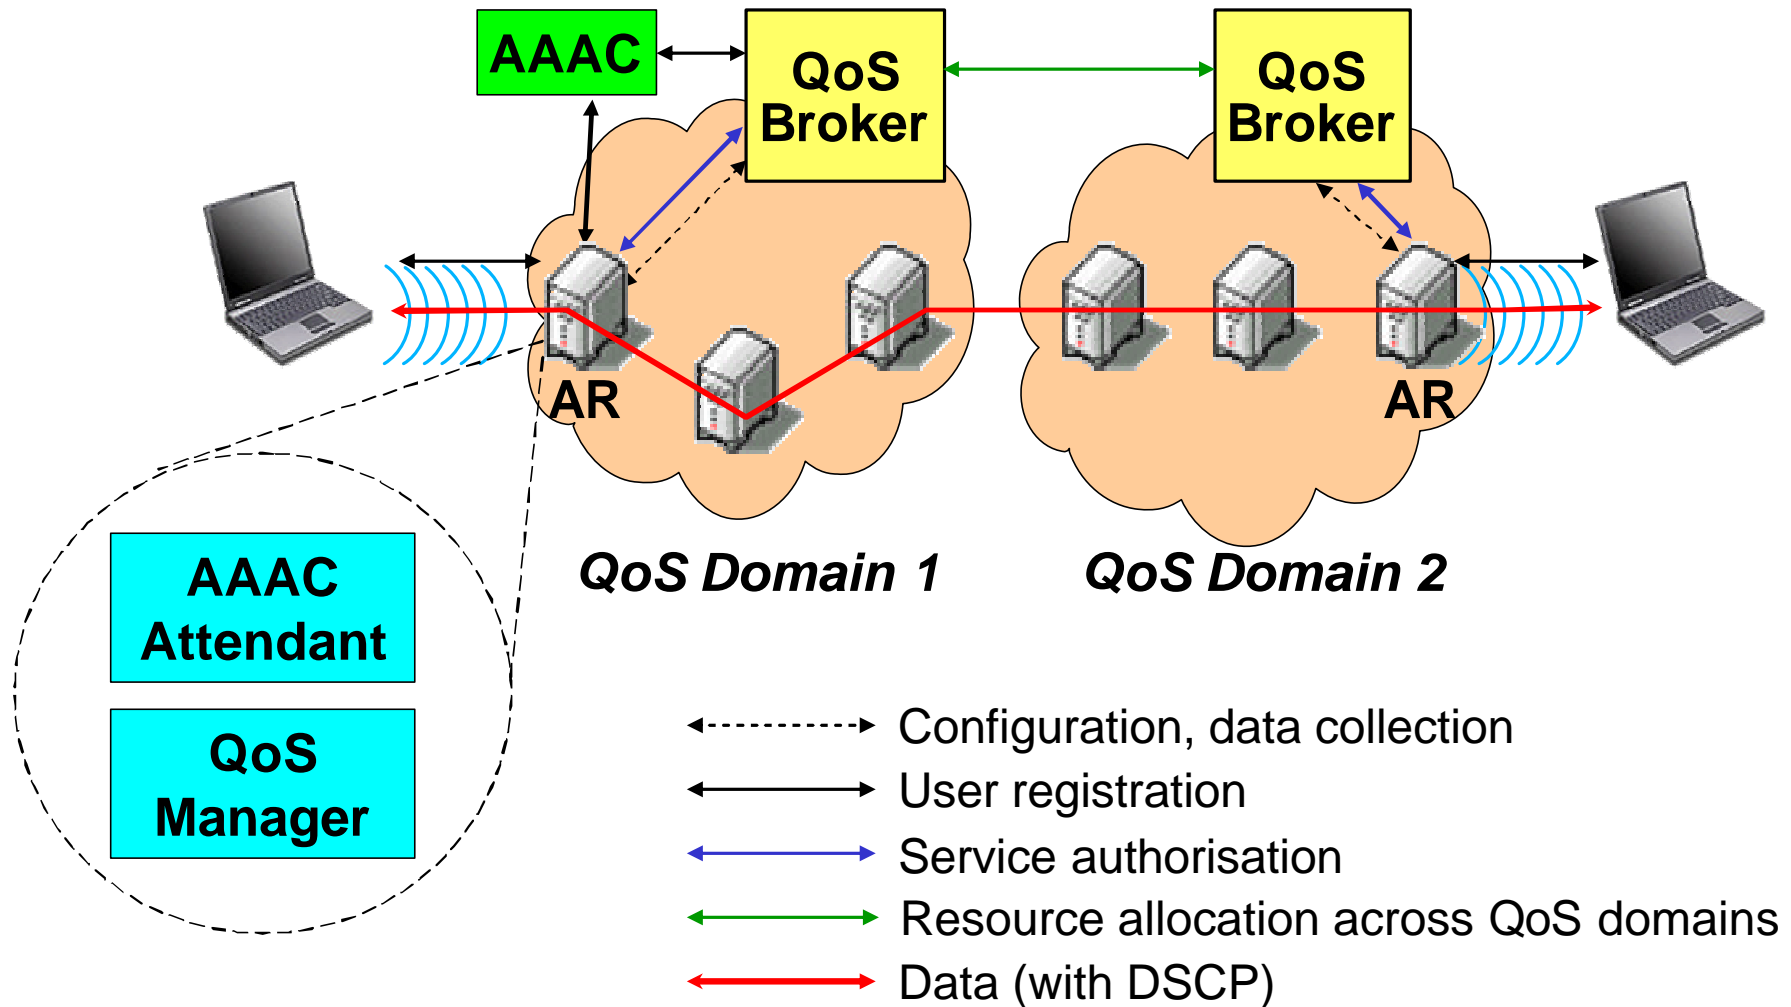 AAAC
QoS
Broker
QoS
Broker
AR
AR
QoS Domain 1
QoS Domain 2
AAAC
Attendant
QoS
Manager
Configuration, data collection
User registration
Service authorisation
Resource allocation across QoS domains
Data (with DSCP)